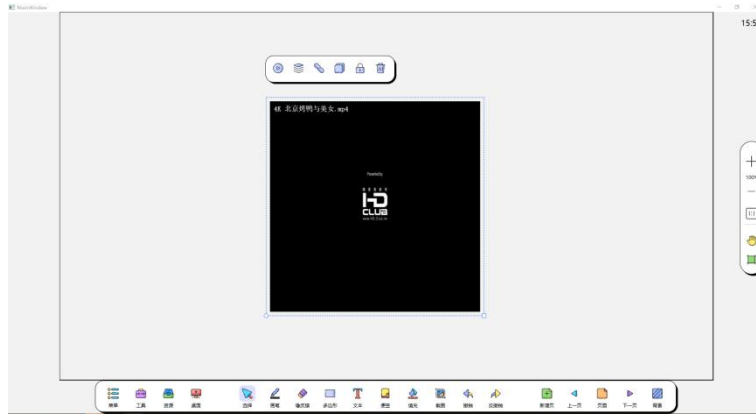 MainWindow
15:5
4K 北京烤鸭与美女.mp4
Powered by
HD
CLUB
100%
1:1
菜单 工具 资源 桌面 选择 画笔 橡皮擦 多边形 文本 便签 填充 截图 撤销 反撤销 新建页 上一页 页面 下一页 背景